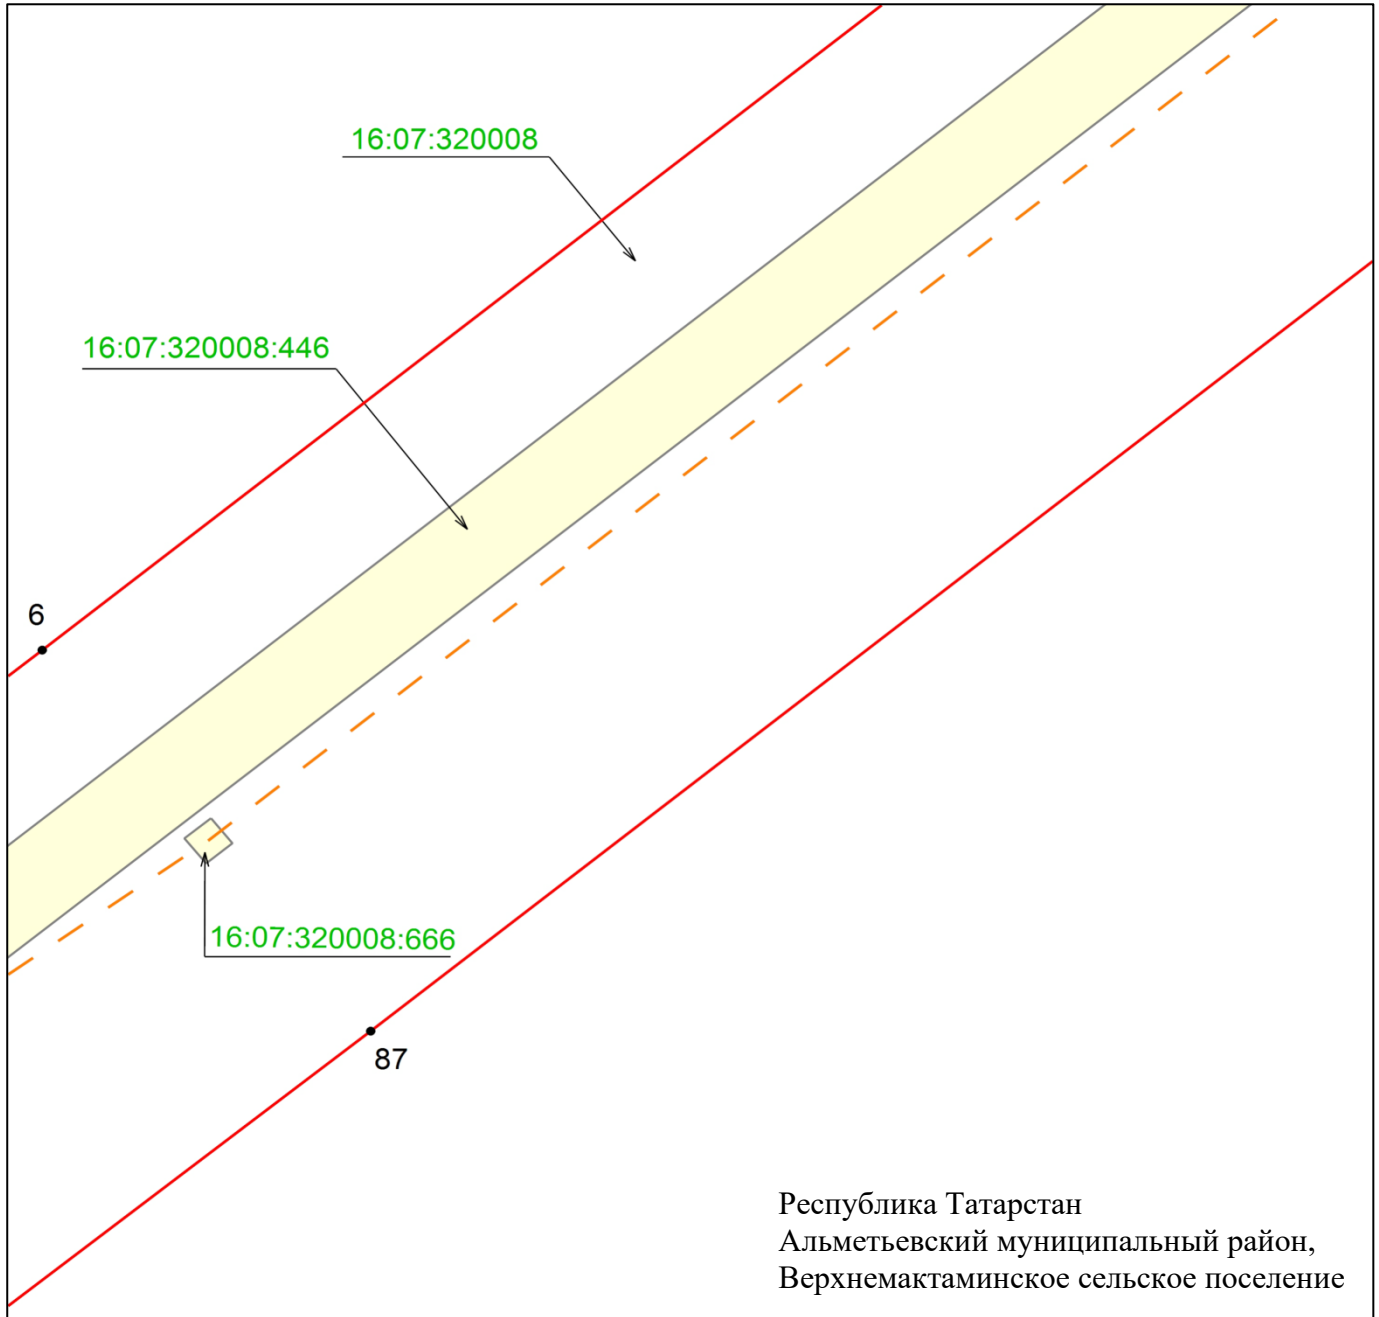 16:07:320008
16:07:320008:446
6
16:07:320008:666
87
Республика Татарстан
Альметьевский муниципальный район,
Верхнемактаминское сельское поселение